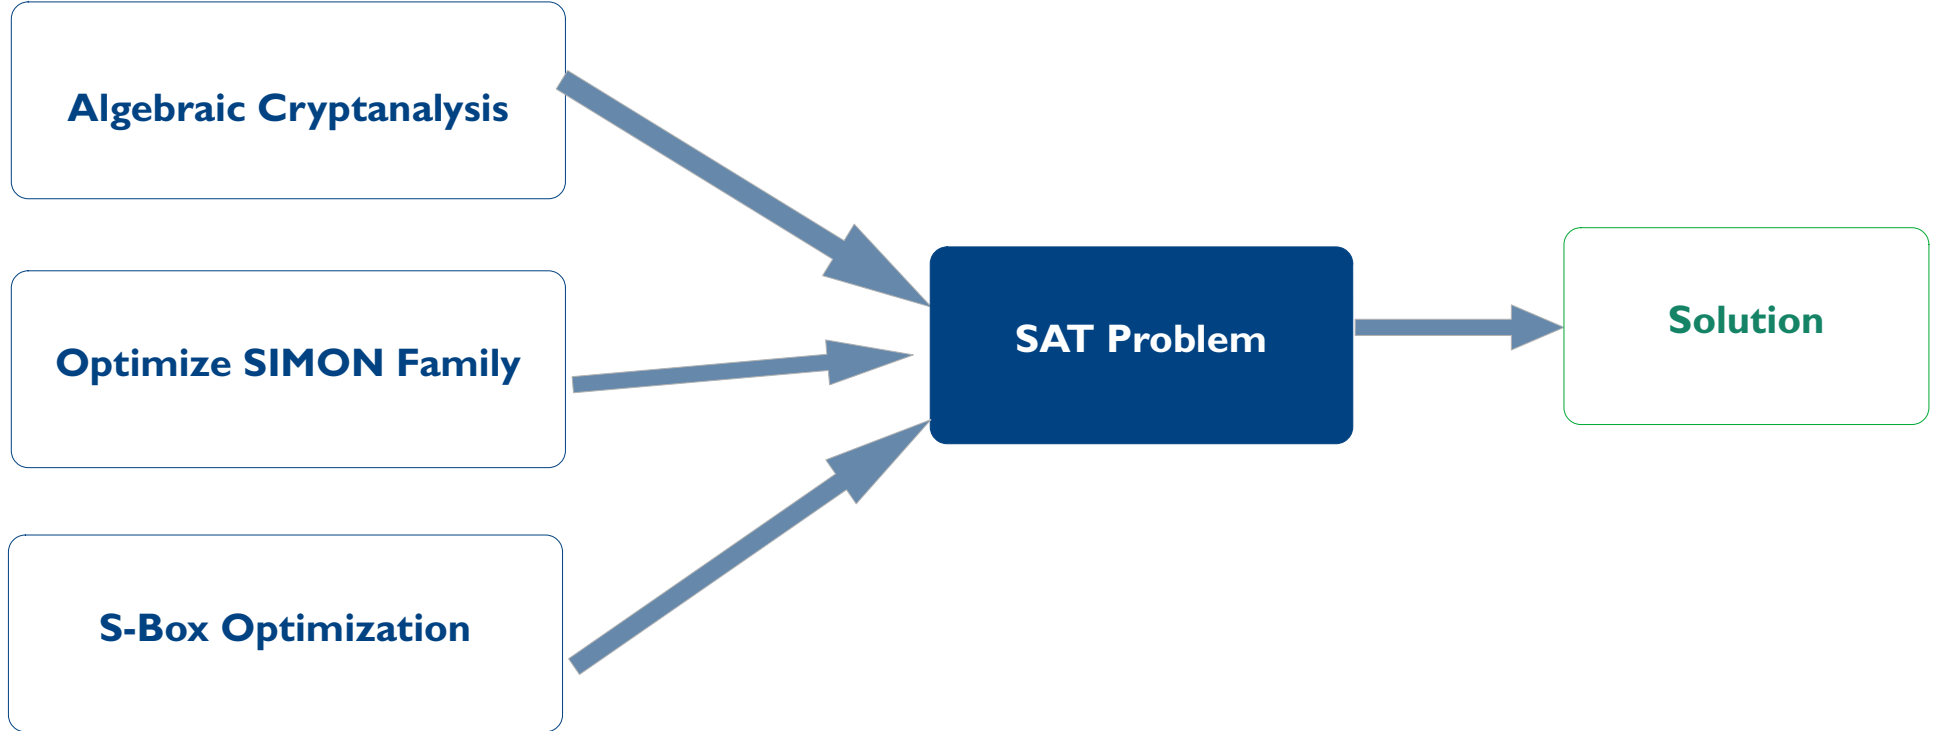 Algebraic Cryptanalysis
Optimize SIMON Family
S-Box Optimization
SAT Problem
Solution